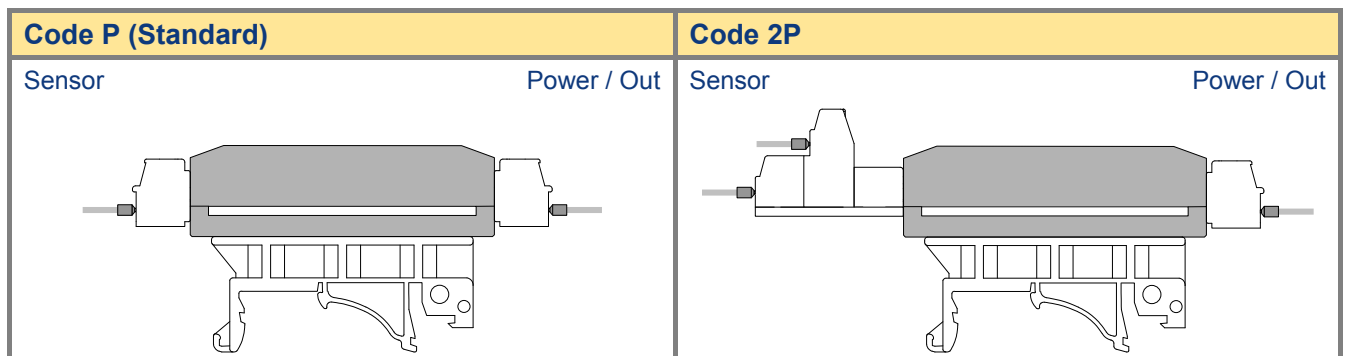 Code P (Standard)
Code 2P
Sensor
Power / Out
Sensor
Power / Out